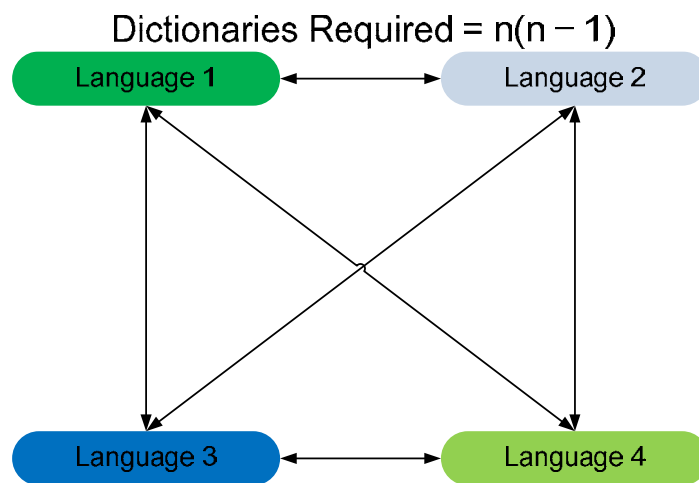 Dictionaries Required = n(n – 1)
Language 1
Language 2
Language 3
Language 4